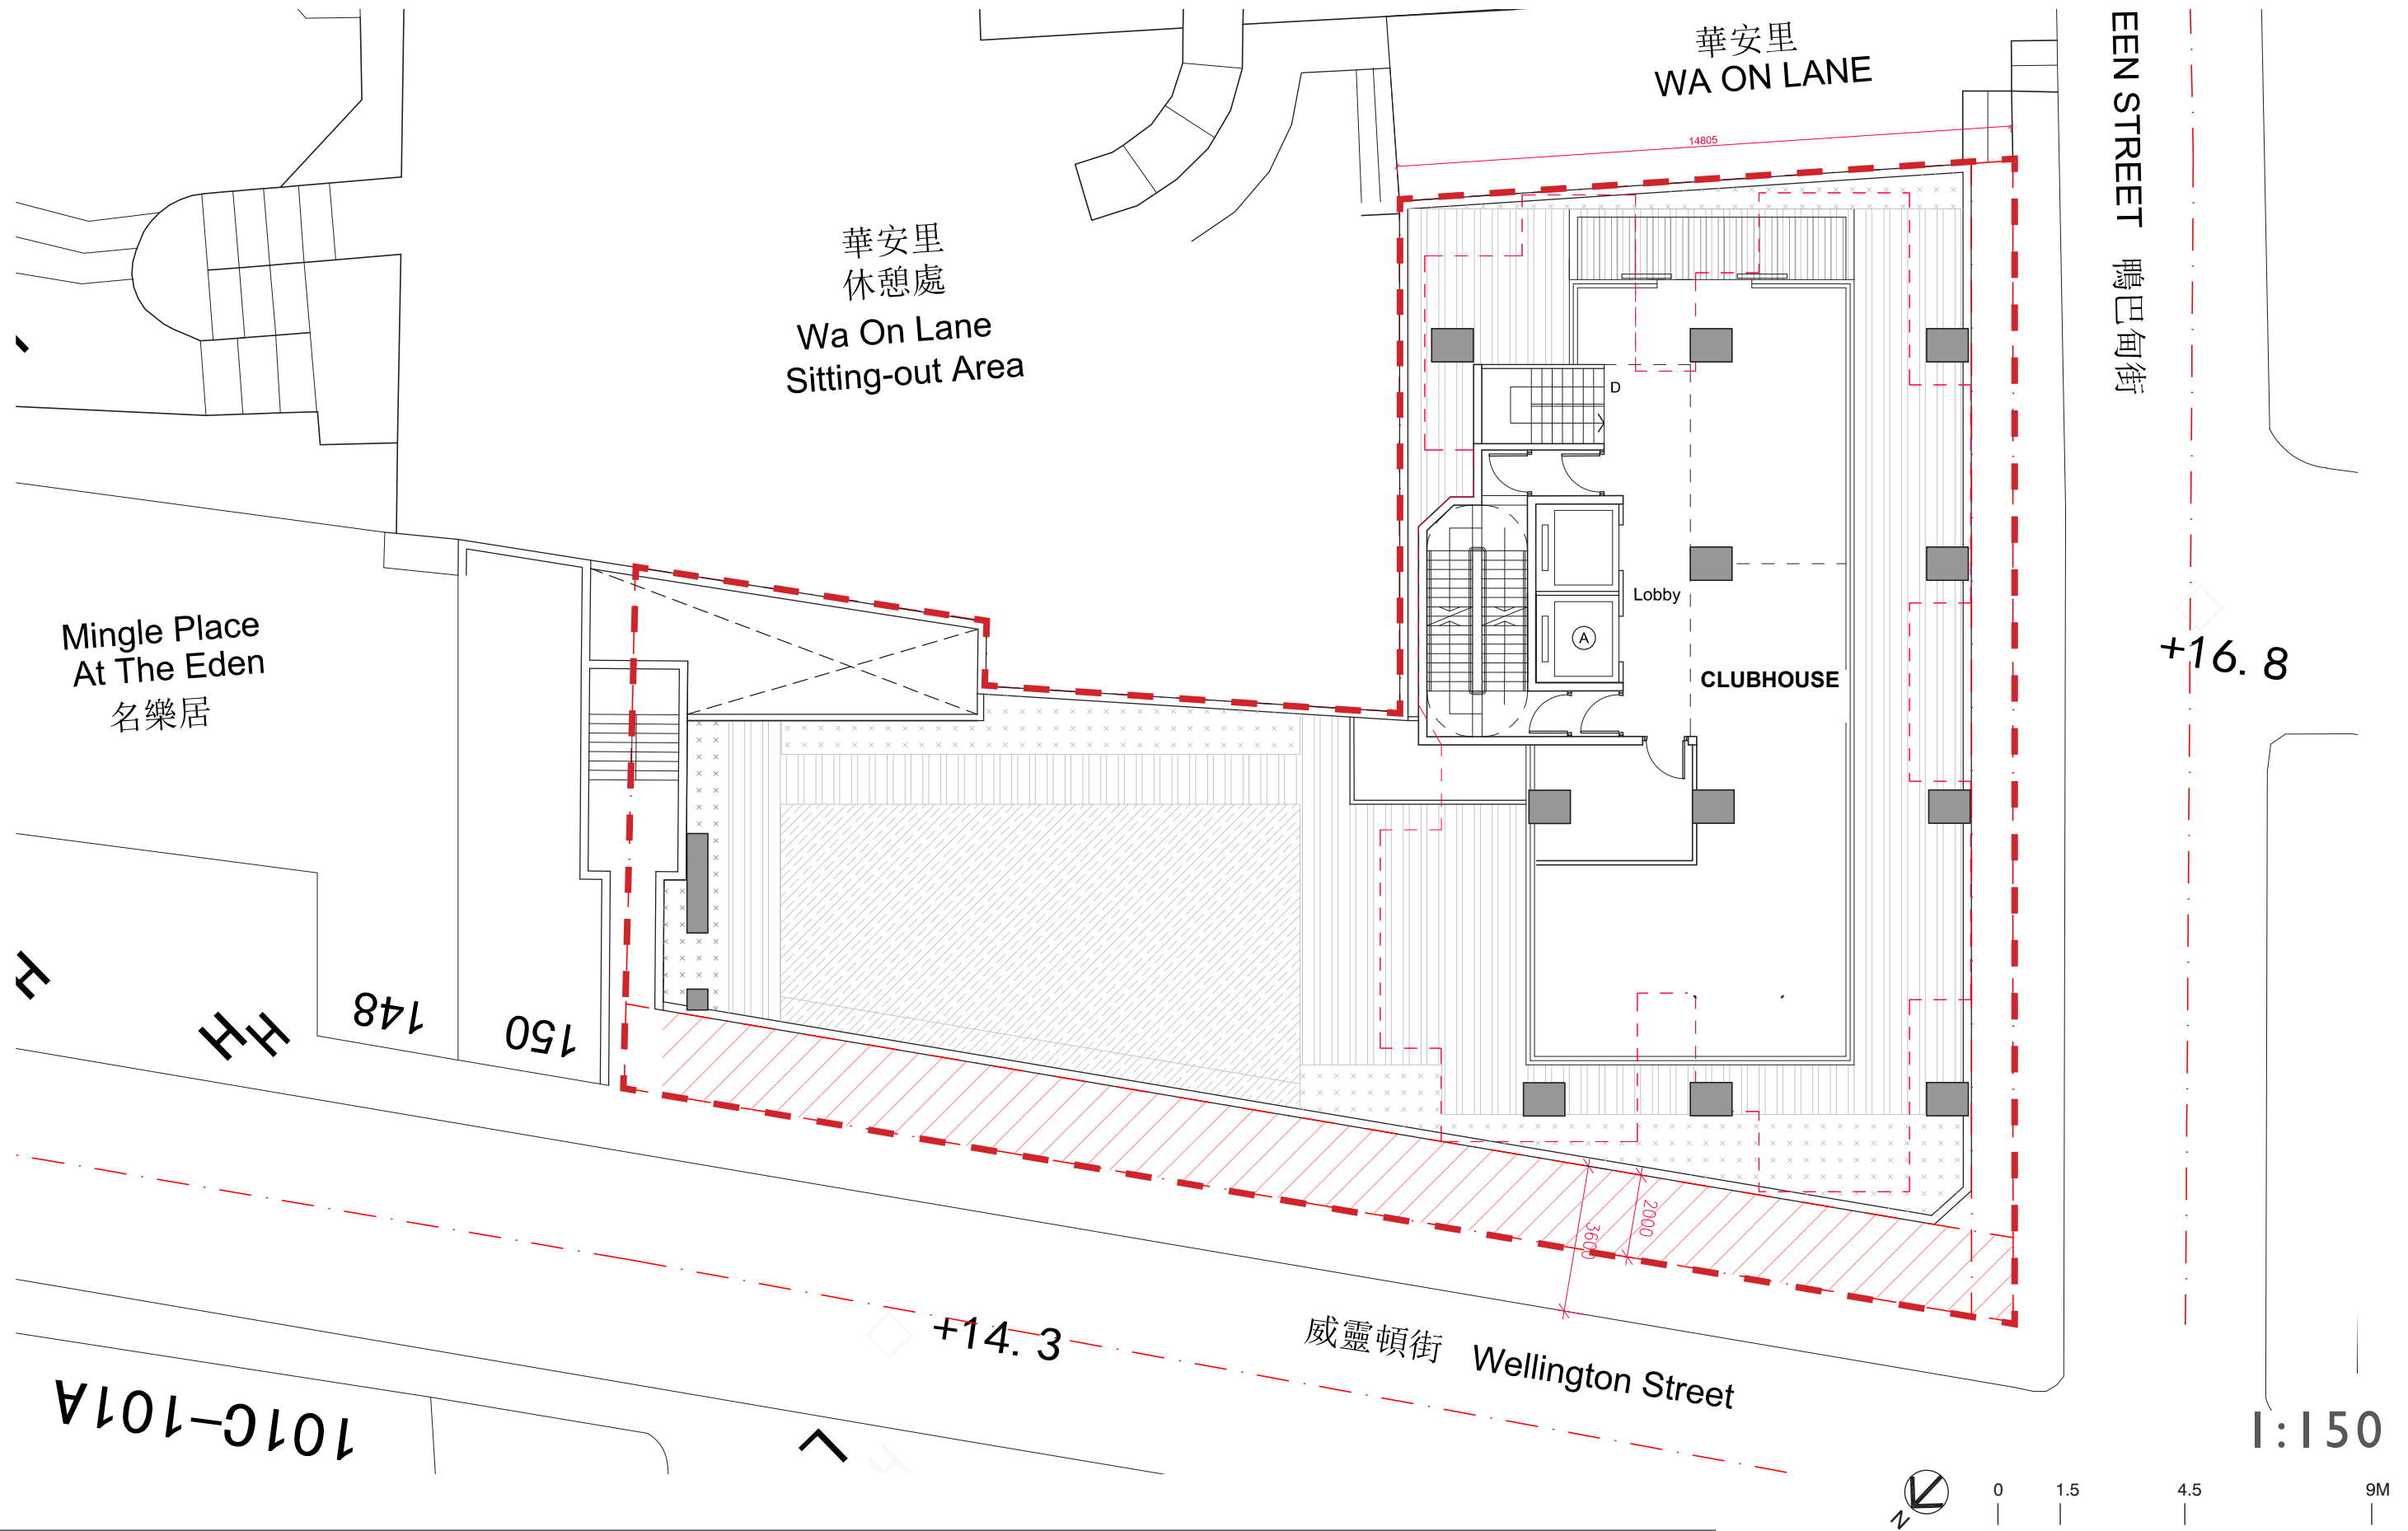 華安里
WA ON LANE
14805
EEN STREET 鴨巴甸街
華安里
休憩處
Wa On Lane
Sitting-out Area
D
Lobby
A
CLUBHOUSE
+16. 8
Mingle Place
At The Eden
名樂居
H
H
H
148
150
2000
3600
+14. 3
威靈頓街 Wellington Street
101C-101A
H
1:150
N
0 1.5 4.5 9M